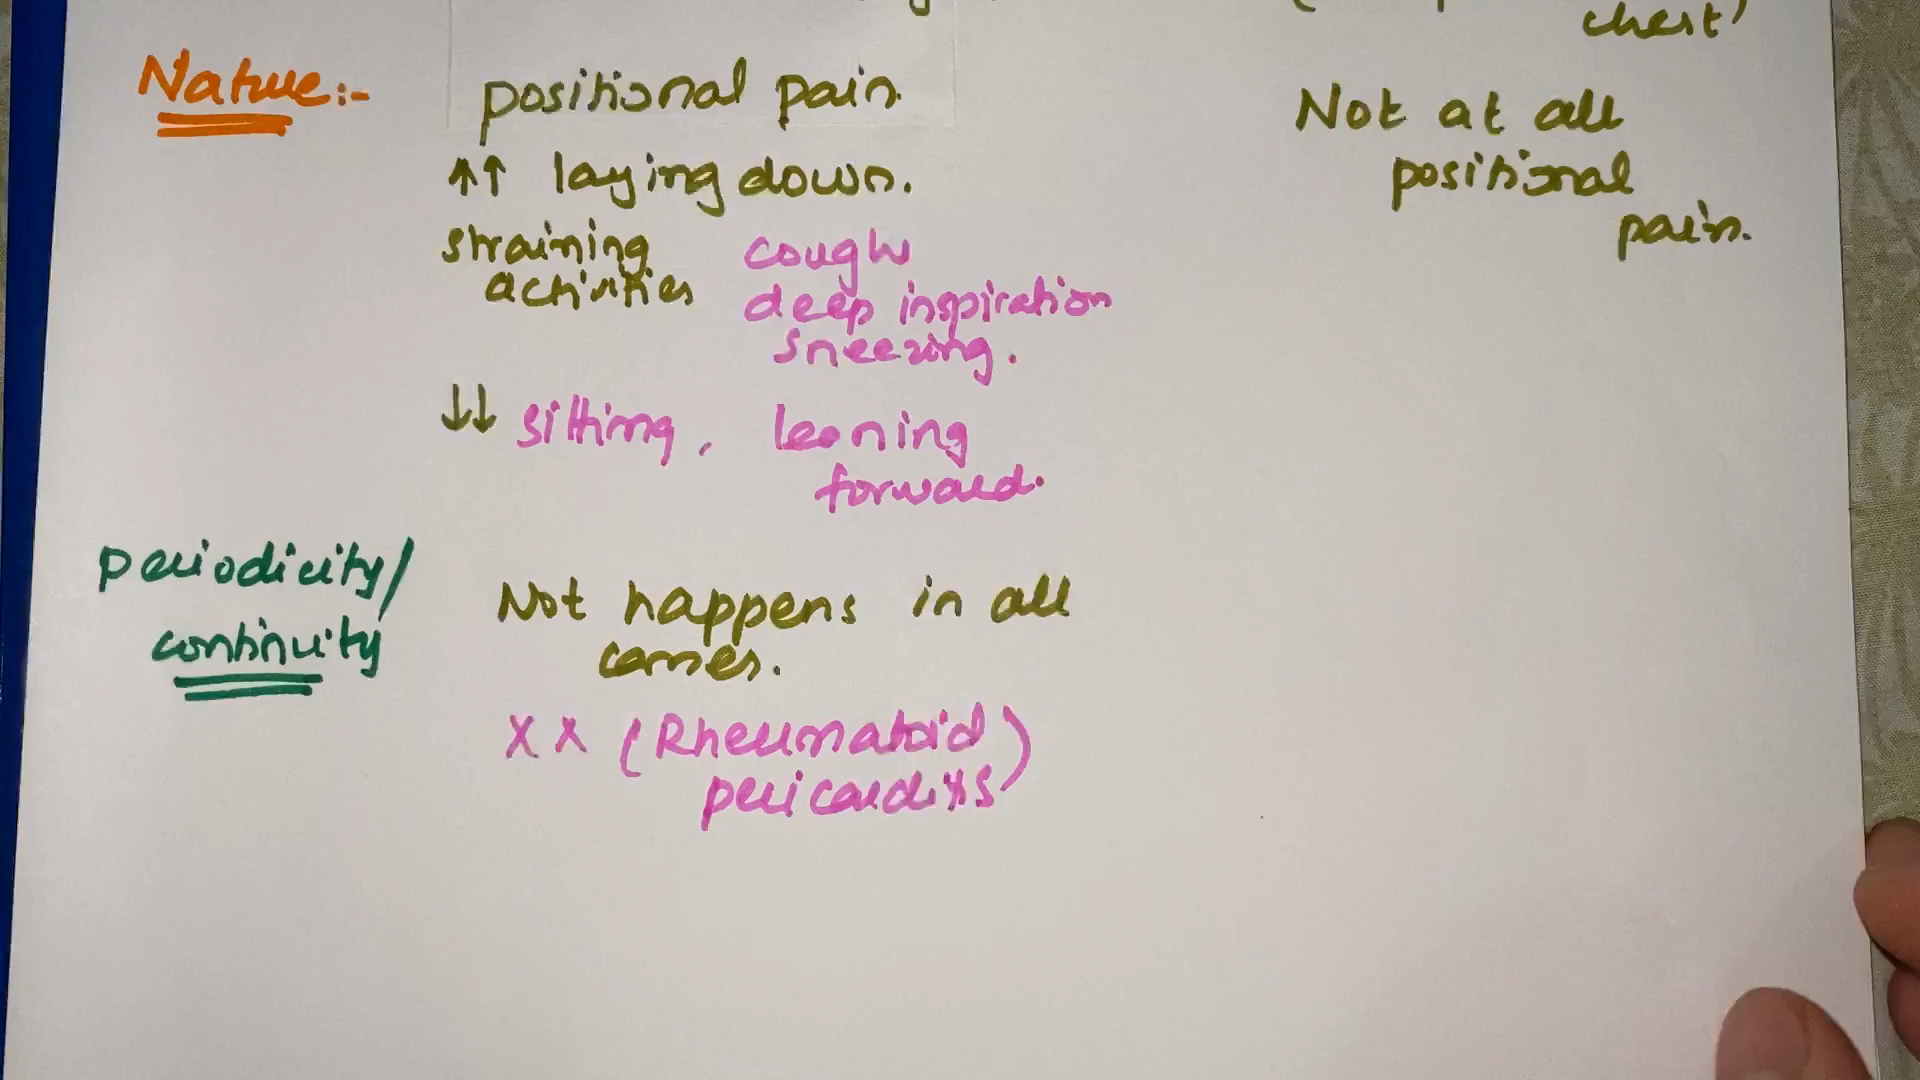 chest)
Nature:-
positional pain.
↑↑ laying down.
straining activities
cough
deep inspiration
sneezing.
↓↓ sitting, leaning
forward.
Not at all
positional
pain.
periodicity/
continuity
Not happens in all
cases.
X X (Rheumatoid
pericarditis)